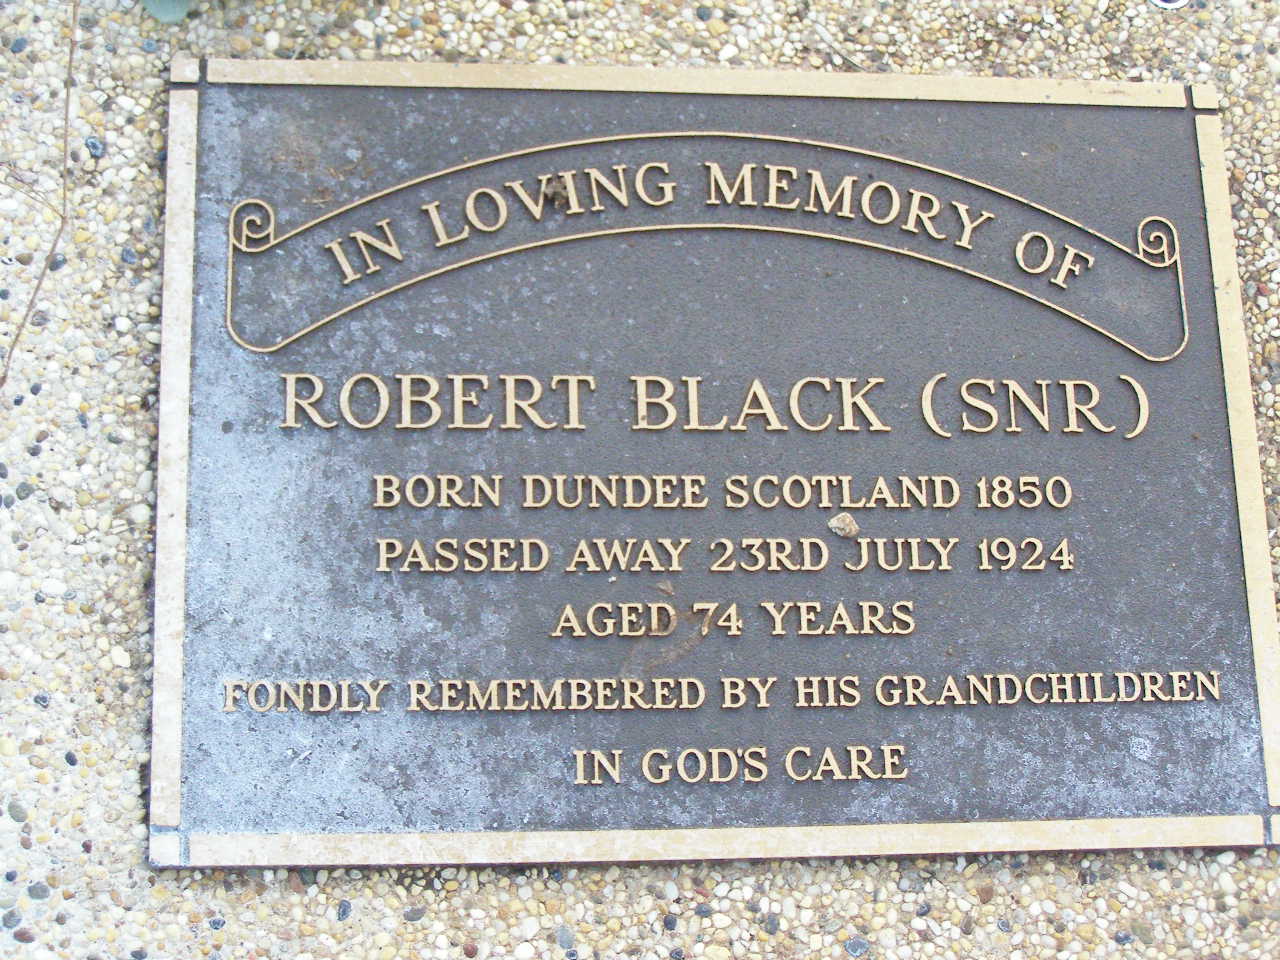 IN LOVING MEMORY OF
ROBERT BLACK (SNR)
BORN DUNDEE SCOTLAND 1850
PASSED AWAY 23RD JULY 1924
AGED 74 YEARS
FONDLY REMEMBERED BY HIS GRANDCHILDREN
IN GOD'S CARE